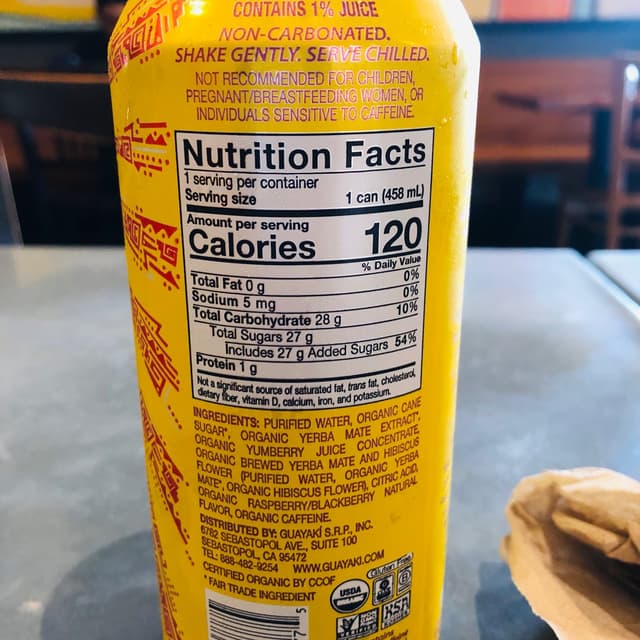 CONTAINS 1% JUICE
NON-CARBONATED.
SHAKE GENTLY. SERVE CHILLED.
NOT RECOMMENDED FOR CHILDREN,
PREGNANT/BREASTFEEDING WOMEN, OR
INDIVIDUALS SENSITIVE TO CAFFEINE.
Nutrition Facts
1 serving per container
Serving size 1 can (458 mL)
Amount per serving
Calories 120
% Daily Value
Total Fat 0 g 0%
Sodium 5 mg 0%
Total Carbohydrate 28 g 10%
Total Sugars 27 g
Includes 27 g Added Sugars 54%
Protein 1 g
Not a significant source of saturated fat, trans fat, cholesterol,
dietary fiber, vitamin D, calcium, iron, and potassium.
INGREDIENTS: PURIFIED WATER, ORGANIC CANE
SUGAR*, ORGANIC YERBA MATE EXTRACT*,
ORGANIC YUMBERRY JUICE CONCENTRATE,
ORGANIC BREWED YERBA MATE AND HIBISCUS
FLOWER (PURIFIED WATER, ORGANIC YERBA
MATE*, ORGANIC HIBISCUS FLOWER), CITRIC ACID,
ORGANIC RASPBERRY/BLACKBERRY NATURAL
FLAVOR, ORGANIC CAFFEINE.
DISTRIBUTED BY: GUAYAKÍ S.R.P., INC.
6782 SEBASTOPOL AVE., SUITE 100
SEBASTOPOL, CA 95472
TEL: 888-482-9254 WWW.GUAYAKI.COM
CERTIFIED ORGANIC BY CCOF
*FAIR TRADE INGREDIENT
Gluten Free
USDA
ORGANIC
B
NON
GMO
VERIFIED
KSA